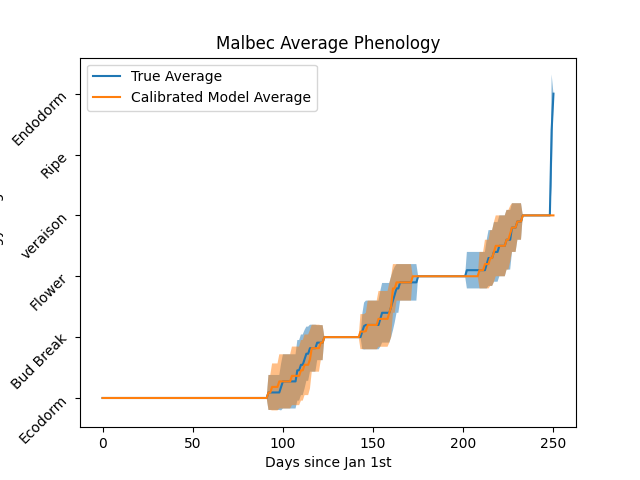 Malbec Average Phenology
True Average
Calibrated Model Average
Endodorm
Ripe
veraison
Flower
Bud Break
Ecodorm
0 50 100 150 200 250
Days since Jan 1st